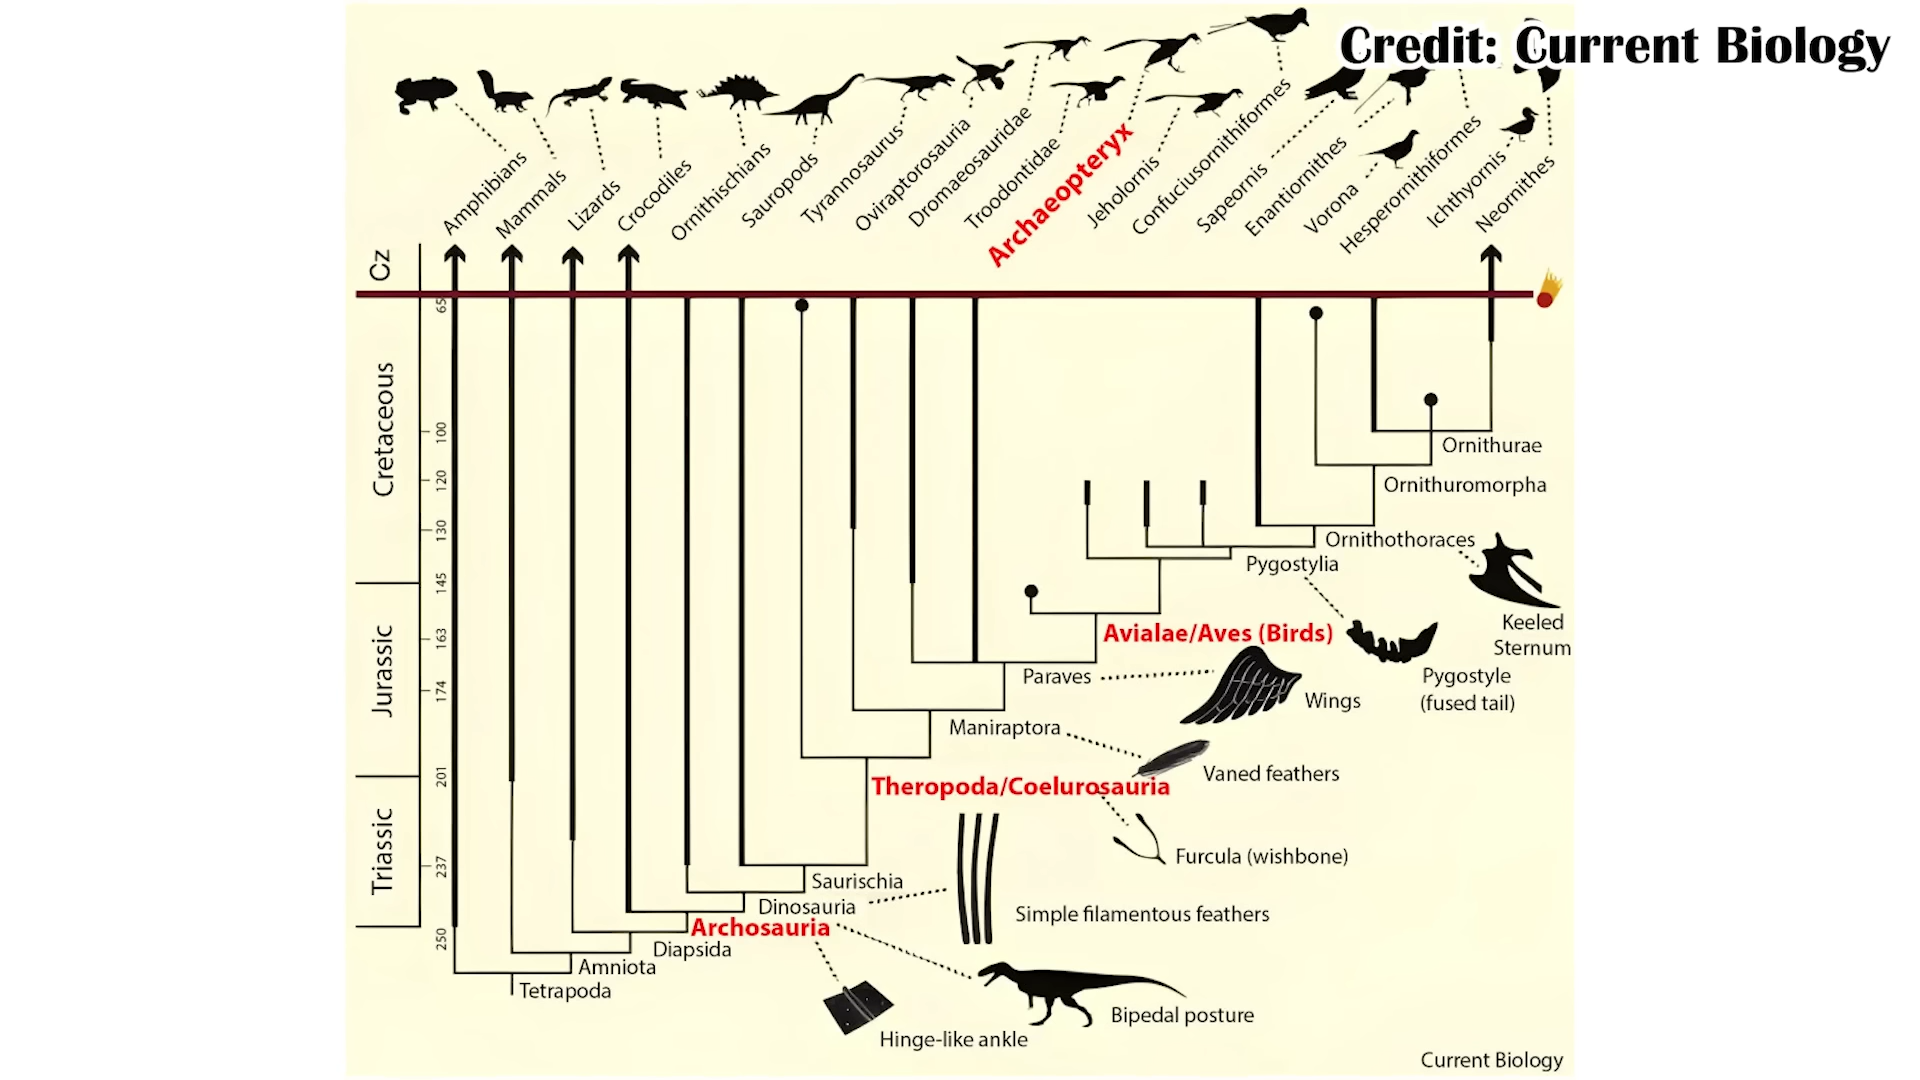 Credit: Current Biology
Amphibians
Mammals
Lizards
Crocodiles
Ornithischians
Sauropods
Tyrannosaurus
Oviraptorosauria
Dromaeosauridae
Troodontidae
Archaeopteryx
Jeholornis
Confuciusornithiformes
Sapeornis
Enantiornithes
Vorona
Hesperornithiformes
Ichthyornis
Neornithes
Cz
65
Cretaceous
100
120
130
145
Jurassic
163
174
201
Triassic
237
250
Ornithurae
Ornithuromorpha
Ornithothoraces
Pygostylia
Keeled
Sternum
Avialae/Aves (Birds)
Pygostyle
(fused tail)
Paraves
Wings
Maniraptora
Vaned feathers
Theropoda/Coelurosauria
Furcula (wishbone)
Saurischia
Dinosauria
Simple filamentous feathers
Archosauria
Diapsida
Amniota
Tetrapoda
Bipedal posture
Hinge-like ankle
Current Biology